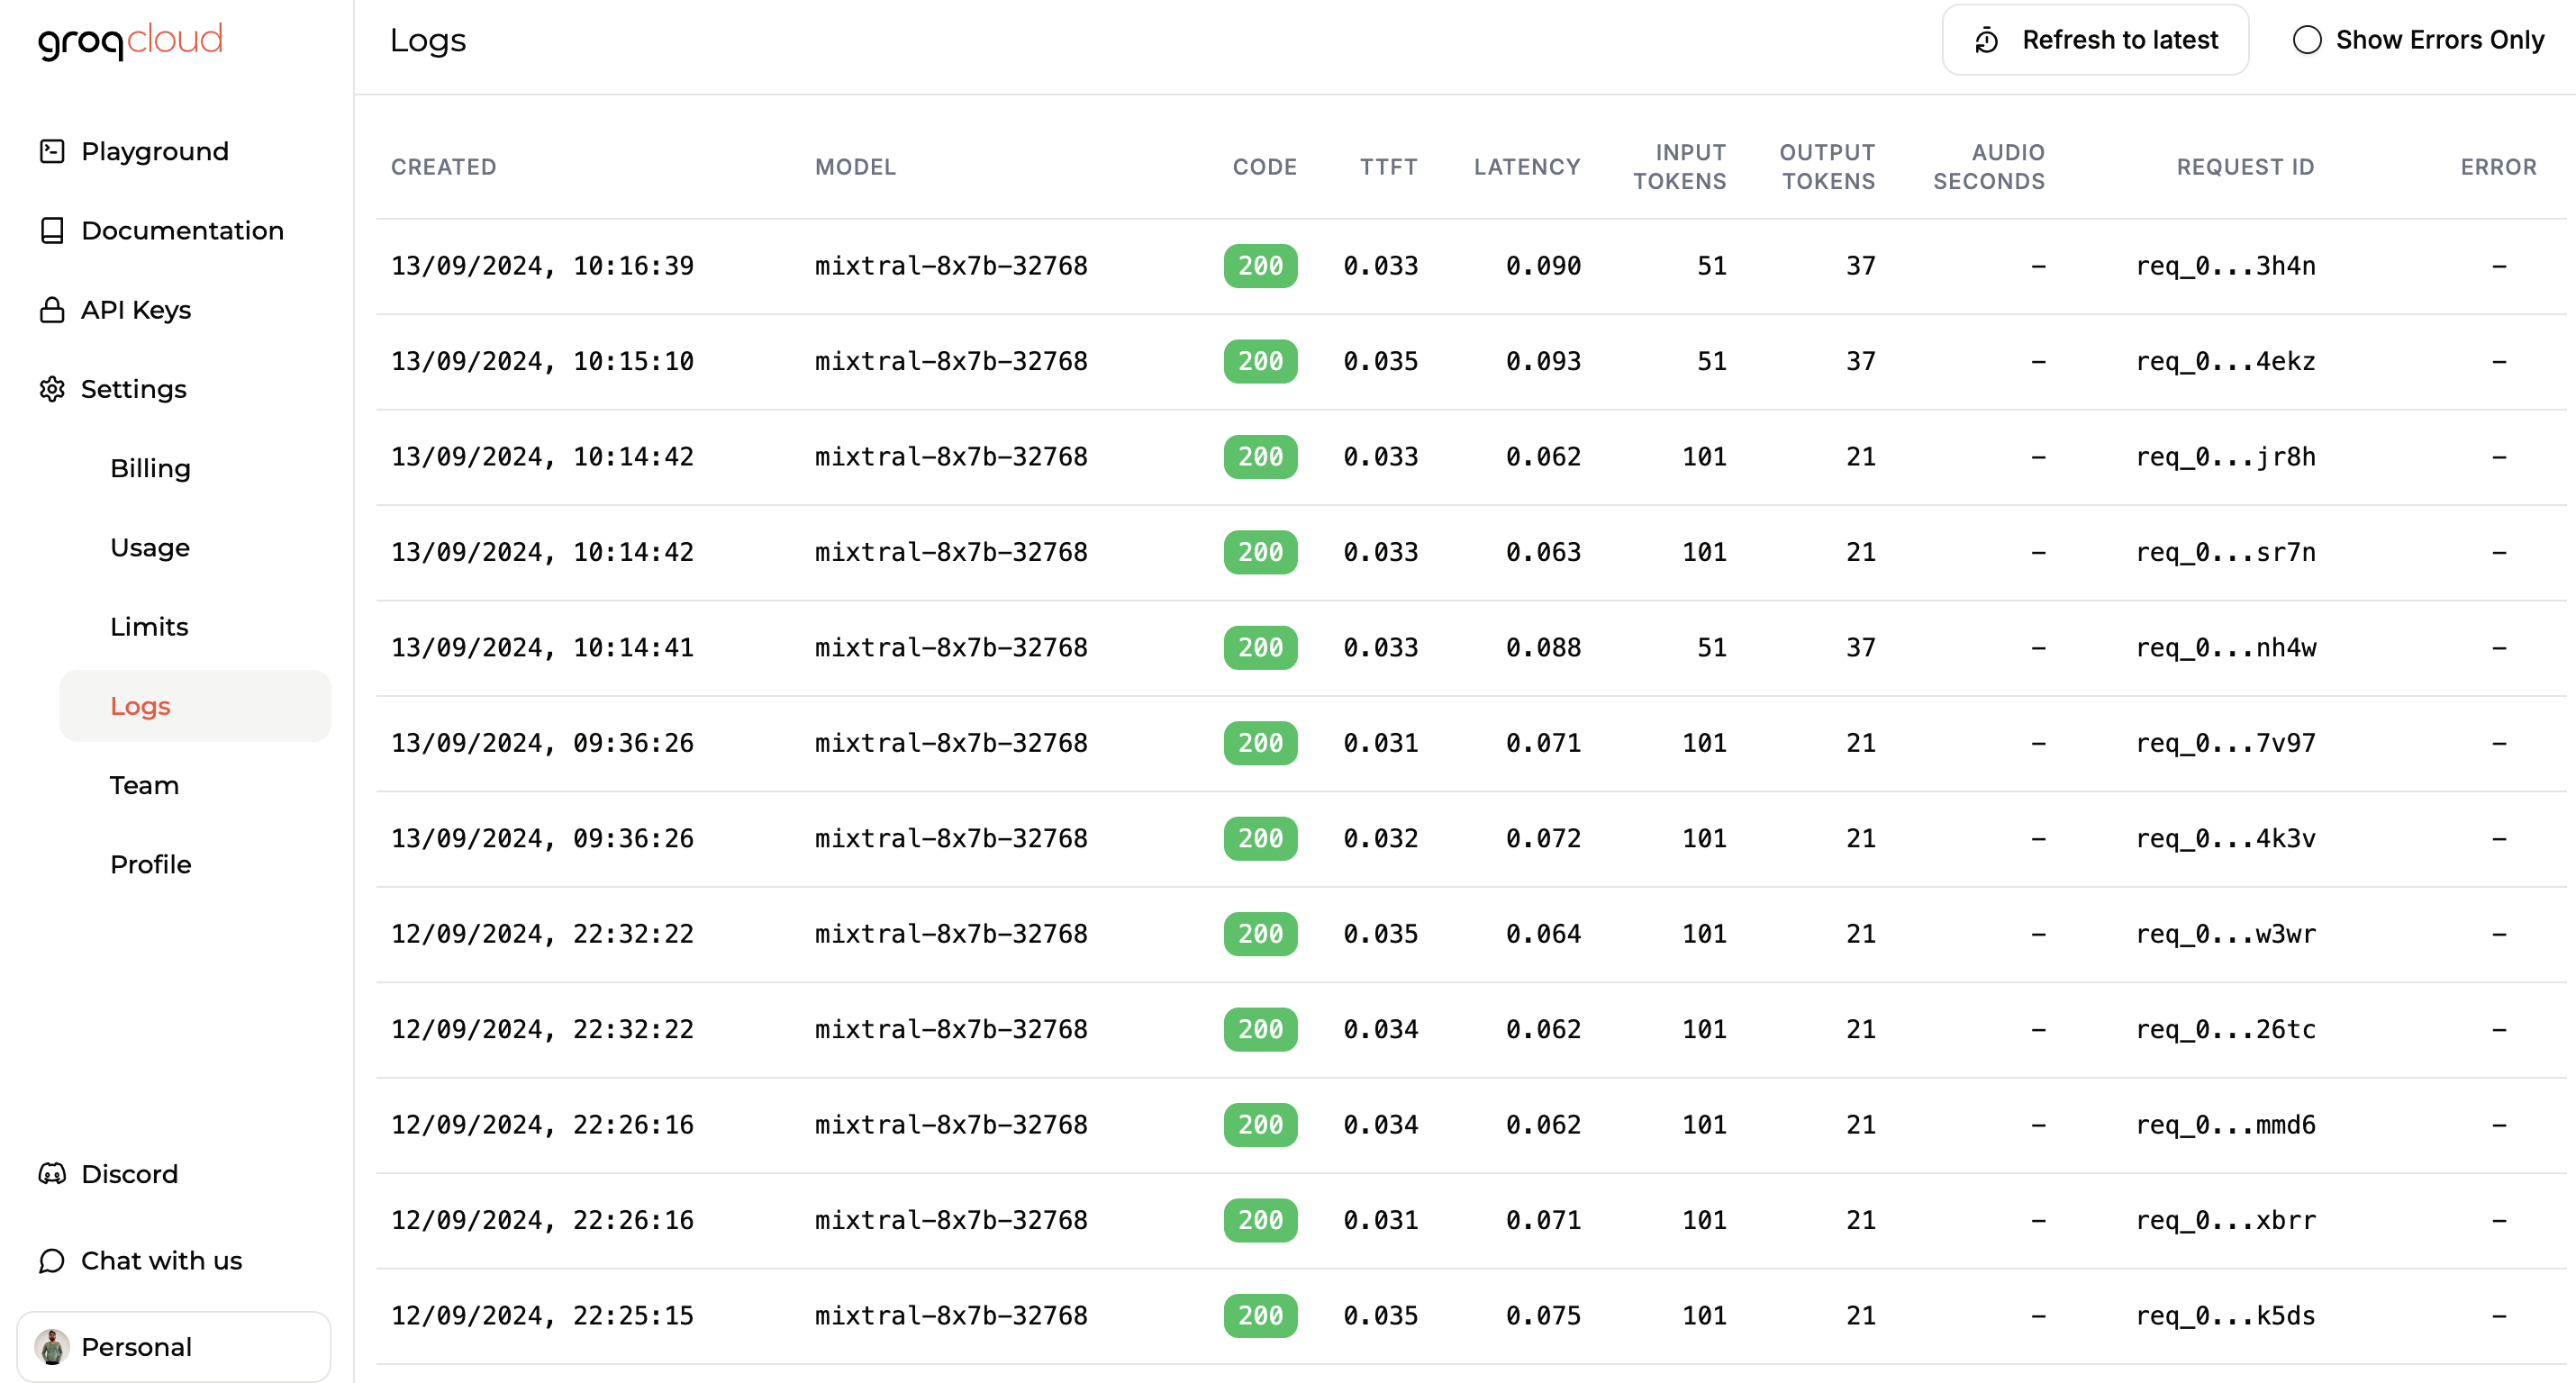 groqcloud
Playground
Documentation
API Keys
Settings
Billing
Usage
Limits
Logs
Team
Profile
Discord
Chat with us
Personal
Logs
Refresh to latest
Show Errors Only
CREATED MODEL CODE TTFT LATENCY INPUT TOKENS OUTPUT TOKENS AUDIO SECONDS REQUEST ID ERROR
13/09/2024, 10:16:39 mixtral-8x7b-32768 200 0.033 0.090 51 37 – req_0...3h4n –
13/09/2024, 10:15:10 mixtral-8x7b-32768 200 0.035 0.093 51 37 – req_0...4ekz –
13/09/2024, 10:14:42 mixtral-8x7b-32768 200 0.033 0.062 101 21 – req_0...jr8h –
13/09/2024, 10:14:42 mixtral-8x7b-32768 200 0.033 0.063 101 21 – req_0...sr7n –
13/09/2024, 10:14:41 mixtral-8x7b-32768 200 0.033 0.088 51 37 – req_0...nh4w –
13/09/2024, 09:36:26 mixtral-8x7b-32768 200 0.031 0.071 101 21 – req_0...7v97 –
13/09/2024, 09:36:26 mixtral-8x7b-32768 200 0.032 0.072 101 21 – req_0...4k3v –
12/09/2024, 22:32:22 mixtral-8x7b-32768 200 0.035 0.064 101 21 – req_0...w3wr –
12/09/2024, 22:32:22 mixtral-8x7b-32768 200 0.034 0.062 101 21 – req_0...26tc –
12/09/2024, 22:26:16 mixtral-8x7b-32768 200 0.034 0.062 101 21 – req_0...mmd6 –
12/09/2024, 22:26:16 mixtral-8x7b-32768 200 0.031 0.071 101 21 – req_0...xbrr –
12/09/2024, 22:25:15 mixtral-8x7b-32768 200 0.035 0.075 101 21 – req_0...k5ds –